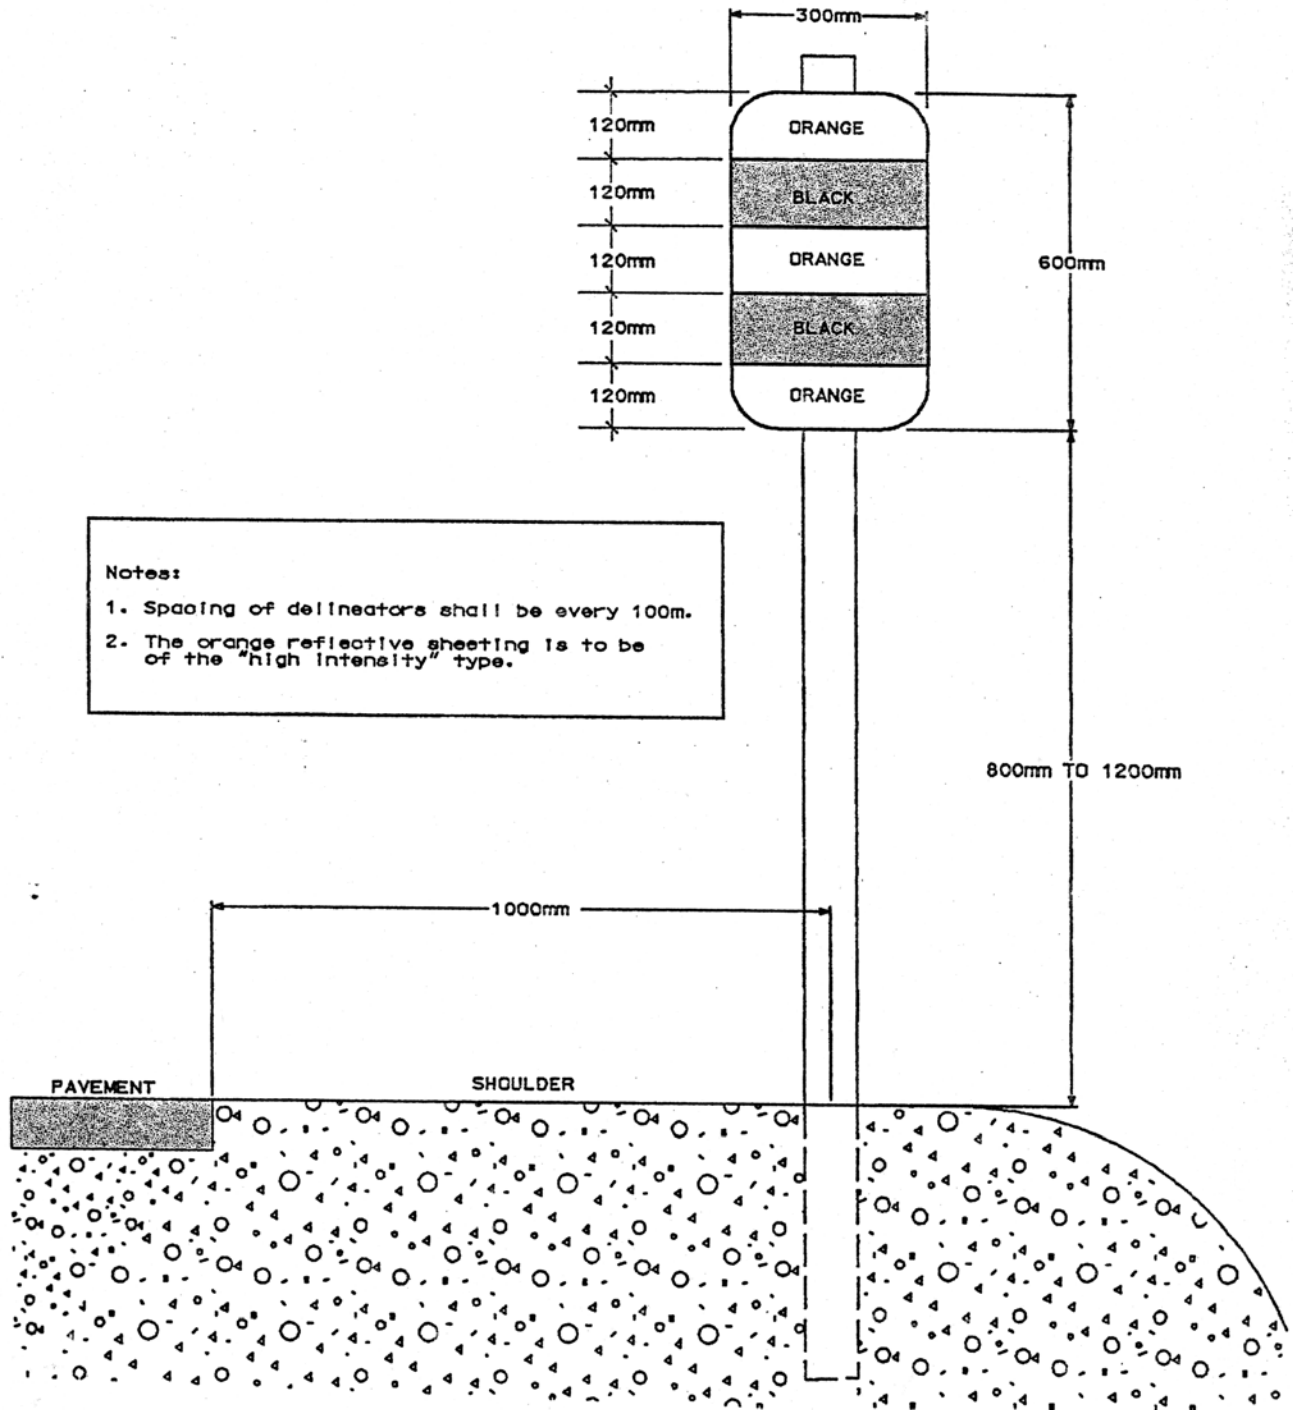 300mm
120mm
ORANGE
120mm
BLACK
120mm
ORANGE
600mm
120mm
BLACK
120mm
ORANGE
Notes:
1. Spacing of delineators shall be every 100m.
2. The orange reflective sheeting is to be
of the "high intensity" type.
800mm TO 1200mm
1000mm
PAVEMENT
SHOULDER